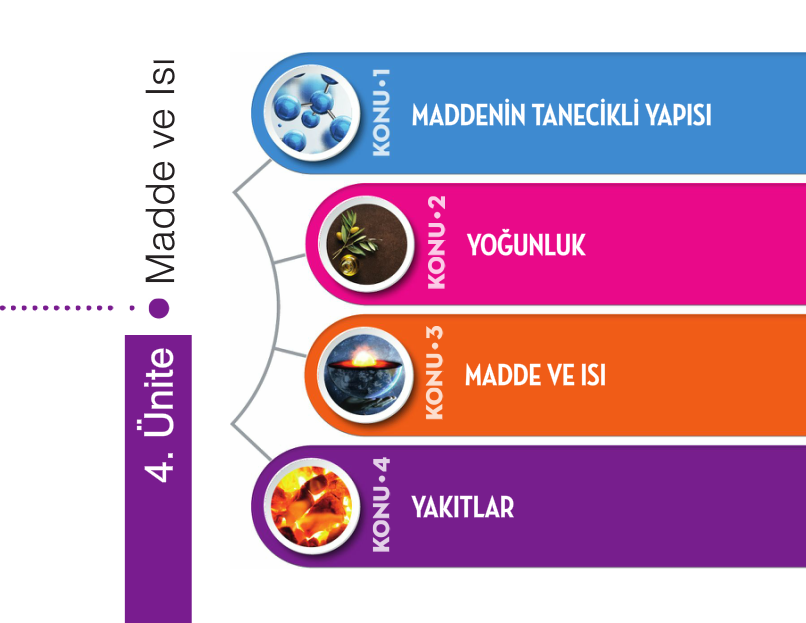 4. Ünite
Madde ve Isı
KONU•1
MADDENİN TANECİKLİ YAPISI
KONU•2
YOĞUNLUK
KONU•3
MADDE VE ISI
KONU•4
YAKITLAR